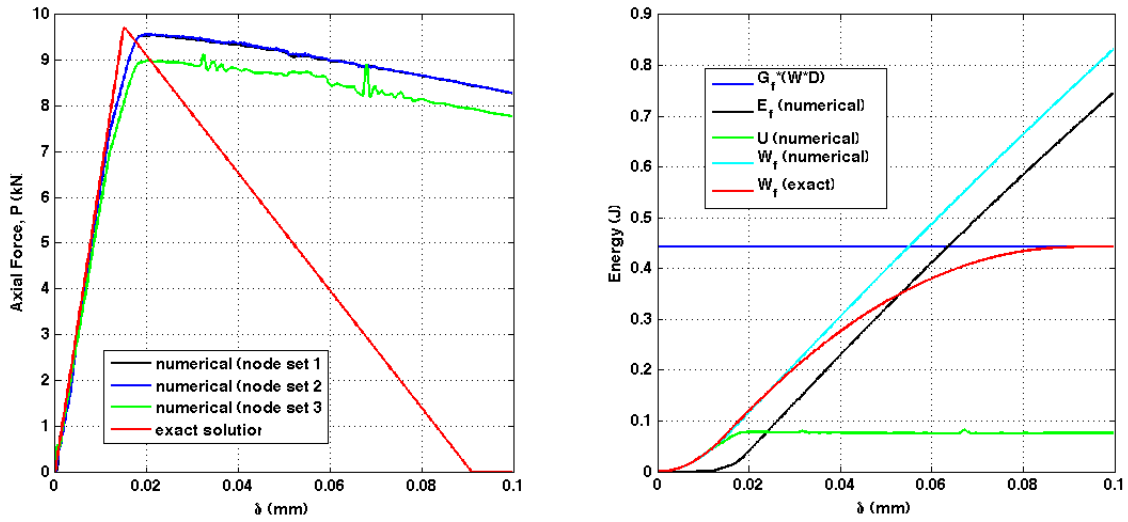 10
9
8
7
6
5
4
3
2
1
0
Axial Force, P (kN)
numerical (node set 1
numerical (node set 2
numerical (node set 3
exact solution
0
0.02
0.04
0.06
0.08
0.1
δ (mm)
0.9
0.8
0.7
0.6
0.5
0.4
0.3
0.2
0.1
0
Energy (J)
G_f*(W*D)
E_f (numerical)
U (numerical)
W_f (numerical)
W_f (exact)
0
0.02
0.04
0.06
0.08
0.1
δ (mm)